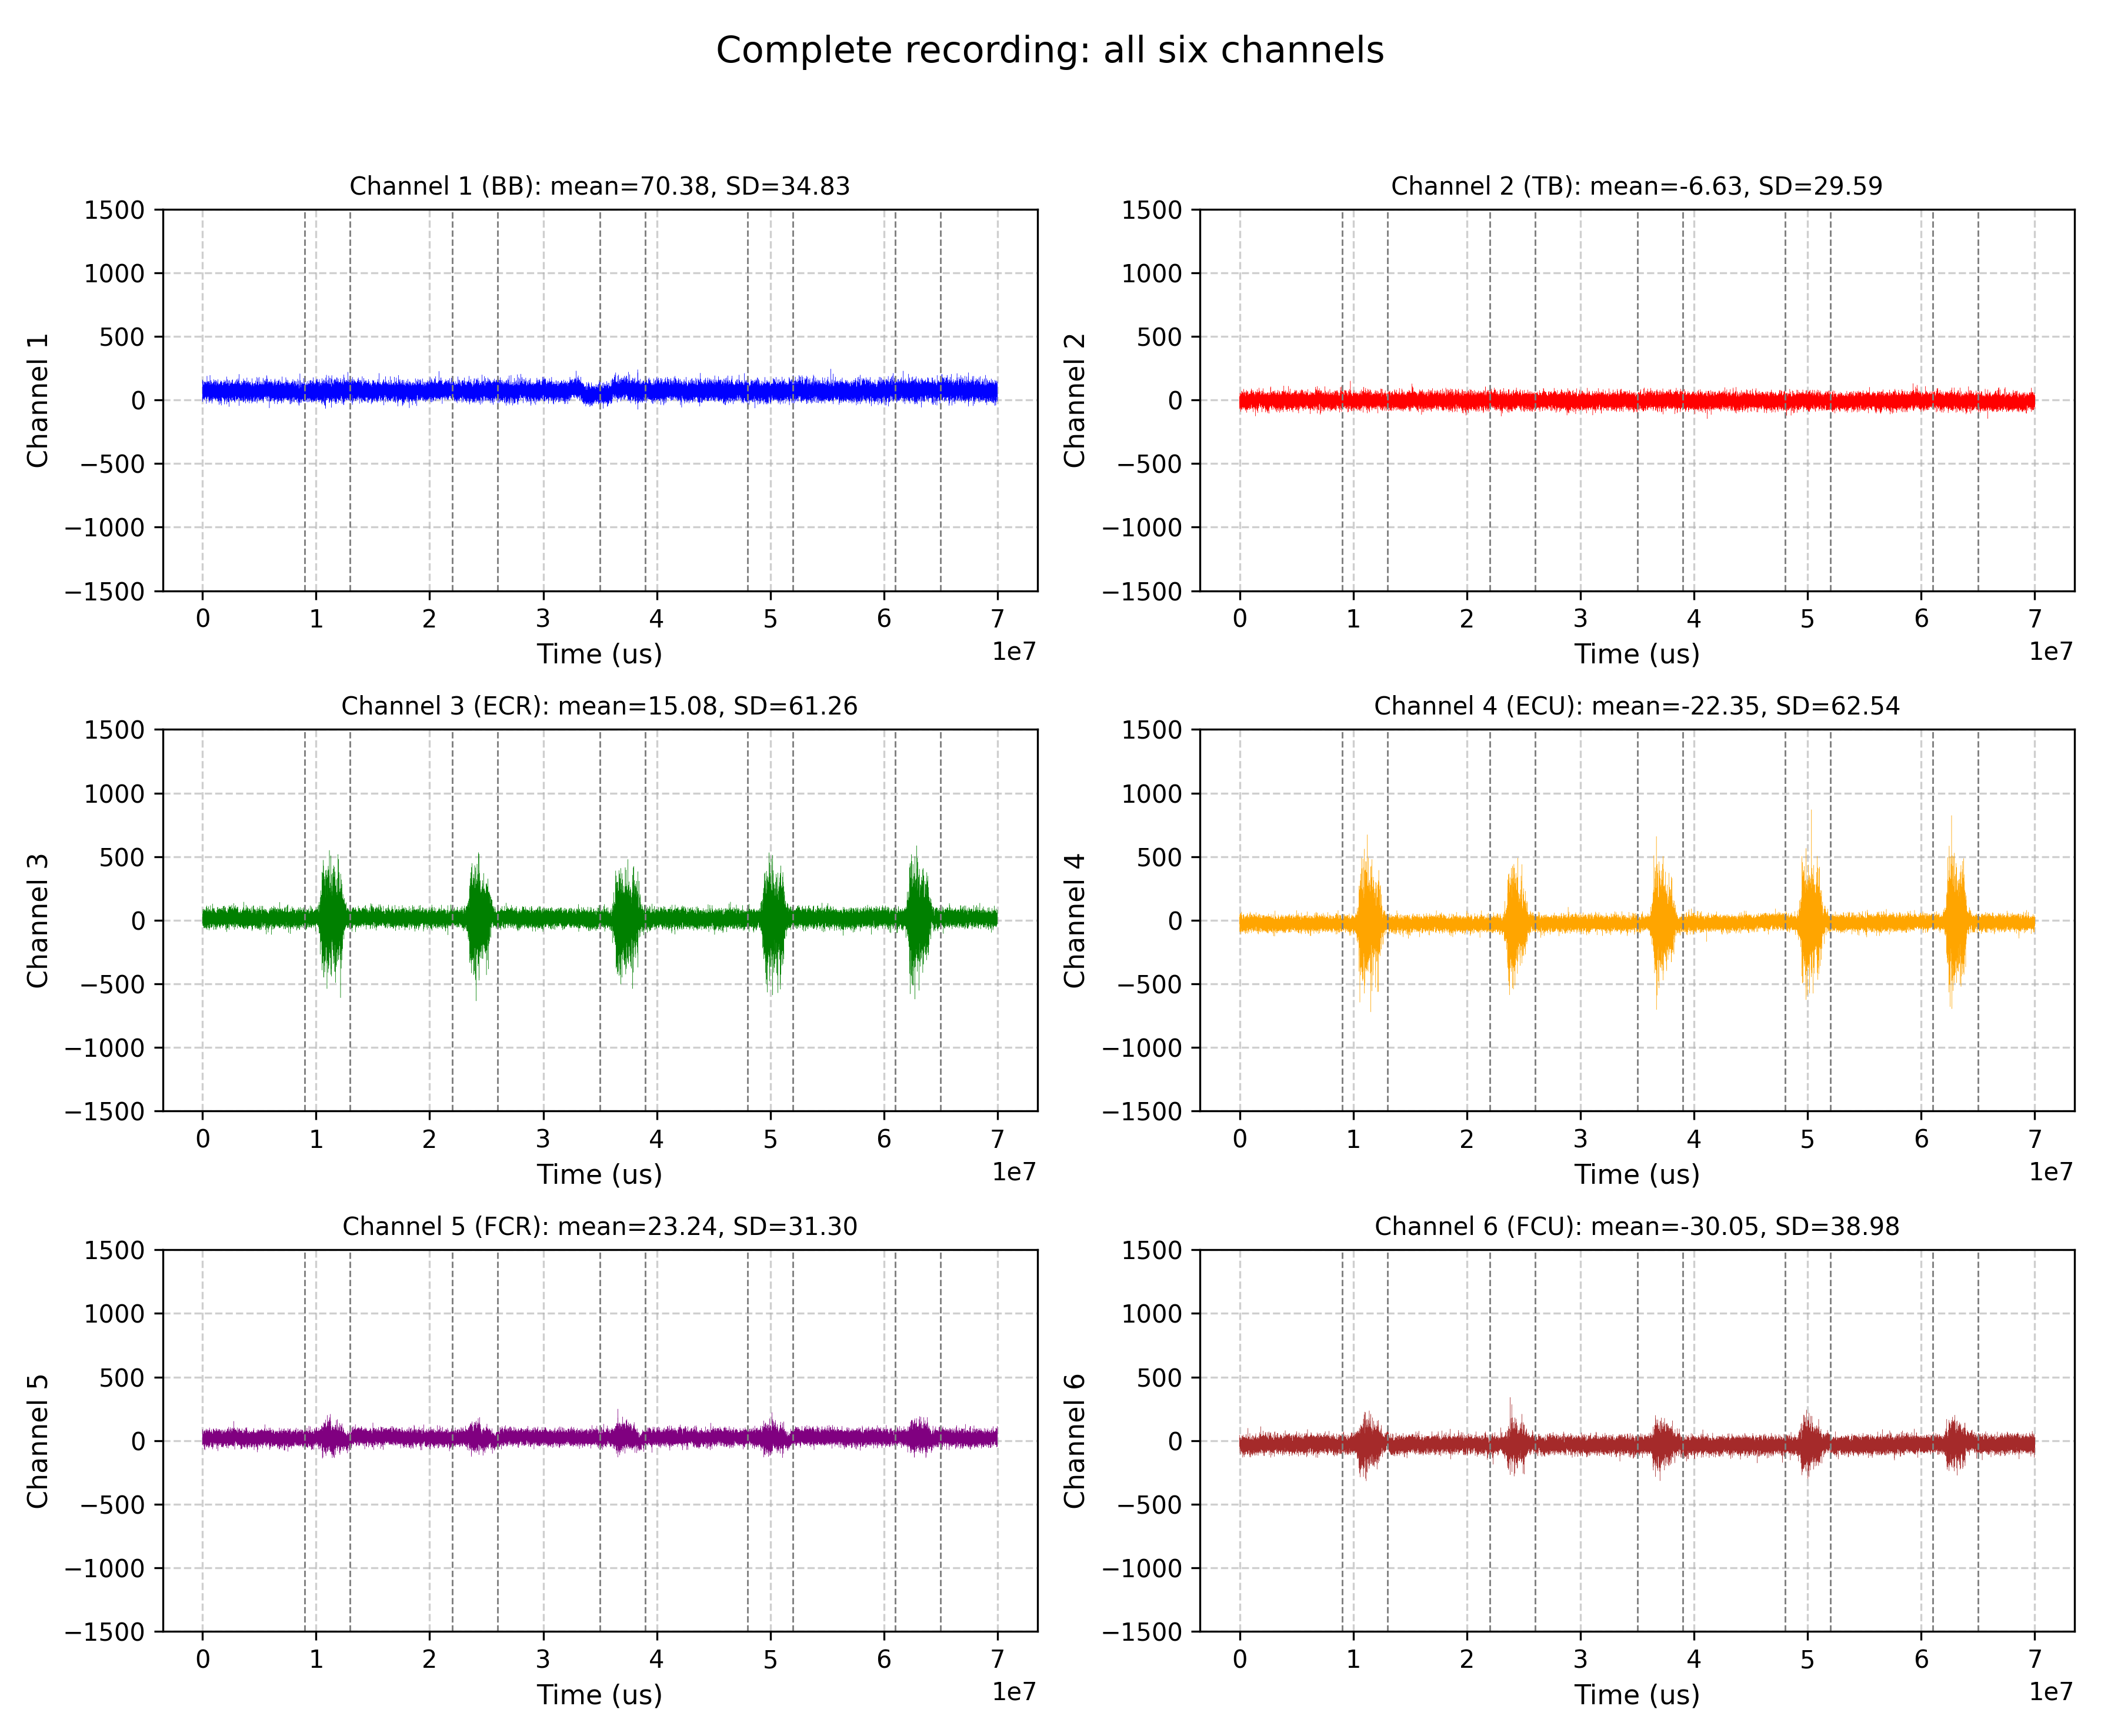 Complete recording: all six channels
Channel 1 (BB): mean=70.38, SD=34.83
Channel 1
1500
1000
500
0
−500
−1000
−1500
0 1 2 3 4 5 6 7
1e7
Time (us)
Channel 2 (TB): mean=-6.63, SD=29.59
Channel 2
1500
1000
500
0
−500
−1000
−1500
0 1 2 3 4 5 6 7
1e7
Time (us)
Channel 3 (ECR): mean=15.08, SD=61.26
Channel 3
1500
1000
500
0
−500
−1000
−1500
0 1 2 3 4 5 6 7
1e7
Time (us)
Channel 4 (ECU): mean=-22.35, SD=62.54
Channel 4
1500
1000
500
0
−500
−1000
−1500
0 1 2 3 4 5 6 7
1e7
Time (us)
Channel 5 (FCR): mean=23.24, SD=31.30
Channel 5
1500
1000
500
0
−500
−1000
−1500
0 1 2 3 4 5 6 7
1e7
Time (us)
Channel 6 (FCU): mean=-30.05, SD=38.98
Channel 6
1500
1000
500
0
−500
−1000
−1500
0 1 2 3 4 5 6 7
1e7
Time (us)